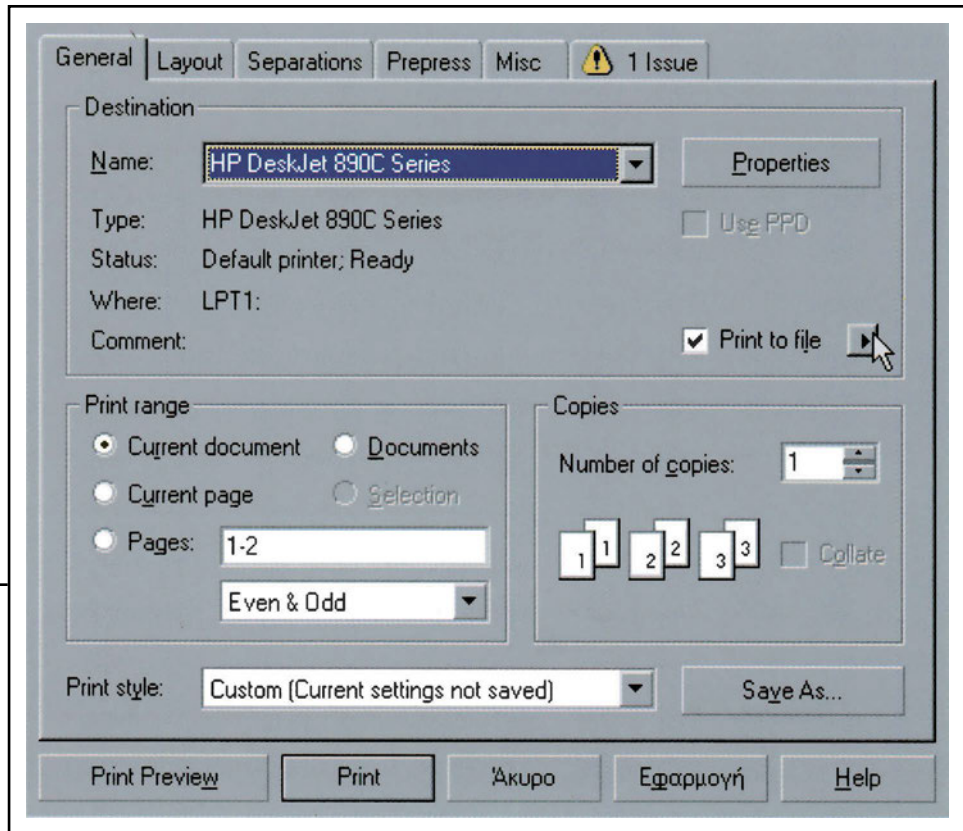 General Layout Separations Prepress Misc 1 Issue
Destination
Name: HP DeskJet 890C Series Properties
Type: HP DeskJet 890C Series Use PPD
Status: Default printer; Ready
Where: LPT1:
Comment: Print to file
Print range
Current document Documents
Current page Selection
Pages: 1-2
Even & Odd
Copies
Number of copies: 1
1 1 2 2 3 3 Collate
Print style: Custom (Current settings not saved) Save As...
Print Preview Print Άκυρο Εφαρμογή Help